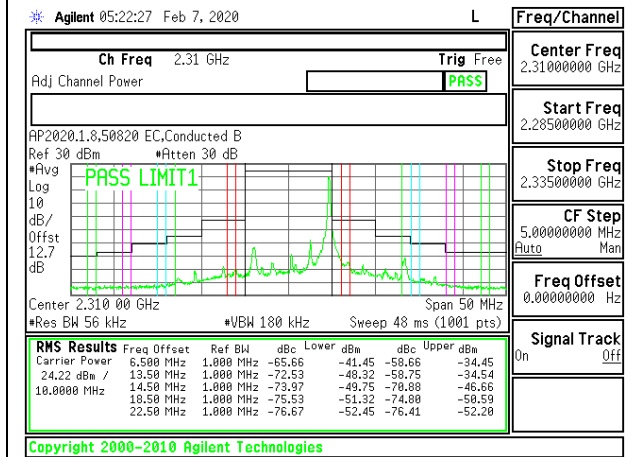 Agilent 05:22:27 Feb 7, 2020 L
Ch Freq 2.31 GHz Trig Free
Adj Channel Power PASS
AP2020.1.8,50820 EC,Conducted B
Ref 30 dBm #Atten 30 dB
#Avg
Log
10
dB/
Offst
12.7
dB
PASS LIMIT1
Center 2.310 00 GHz Span 50 MHz
#Res BW 56 kHz #VBW 180 kHz Sweep 48 ms (1001 pts)
RMS Results Freq Offset Ref BW dBc Lower dBm dBc Upper dBm
Carrier Power 6.500 MHz 1.000 MHz -65.66 -41.45 -58.66 -34.45
24.22 dBm / 13.50 MHz 1.000 MHz -72.53 -48.32 -58.75 -34.54
10.0000 MHz 14.50 MHz 1.000 MHz -73.97 -49.75 -70.88 -46.66
18.50 MHz 1.000 MHz -75.53 -51.32 -74.80 -50.59
22.50 MHz 1.000 MHz -76.67 -52.45 -76.41 -52.20
Copyright 2000-2010 Agilent Technologies
Freq/Channel
Center Freq
2.31000000 GHz
Start Freq
2.28500000 GHz
Stop Freq
2.33500000 GHz
CF Step
5.00000000 MHz
Auto Man
Freq Offset
0.00000000 Hz
Signal Track
On Off